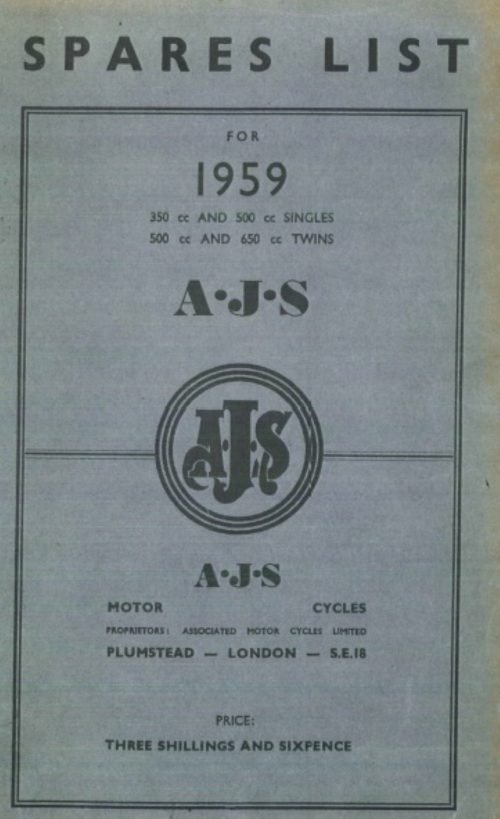 SPARES LIST
FOR
1959
350 cc AND 500 cc SINGLES
500 cc AND 650 cc TWINS
A·J·S
AJS
A·J·S
MOTOR CYCLES
PROPRIETORS: ASSOCIATED MOTOR CYCLES LIMITED
PLUMSTEAD — LONDON — S.E.18
PRICE:
THREE SHILLINGS AND SIXPENCE